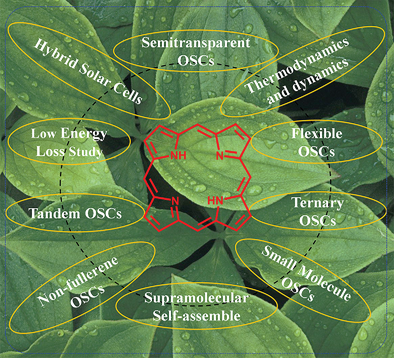 Semitransparent
OSCs
Thermodynamics
and dynamics
Flexible
OSCs
Ternary
OSCs
Small Molecule
OSCs
Supramolecular
Self-assemble
Non-fullcrene
OSCs
Tandem OSCs
Low Energy
Loss Study
Hybrid Solar Cells
NH
N
N
HN